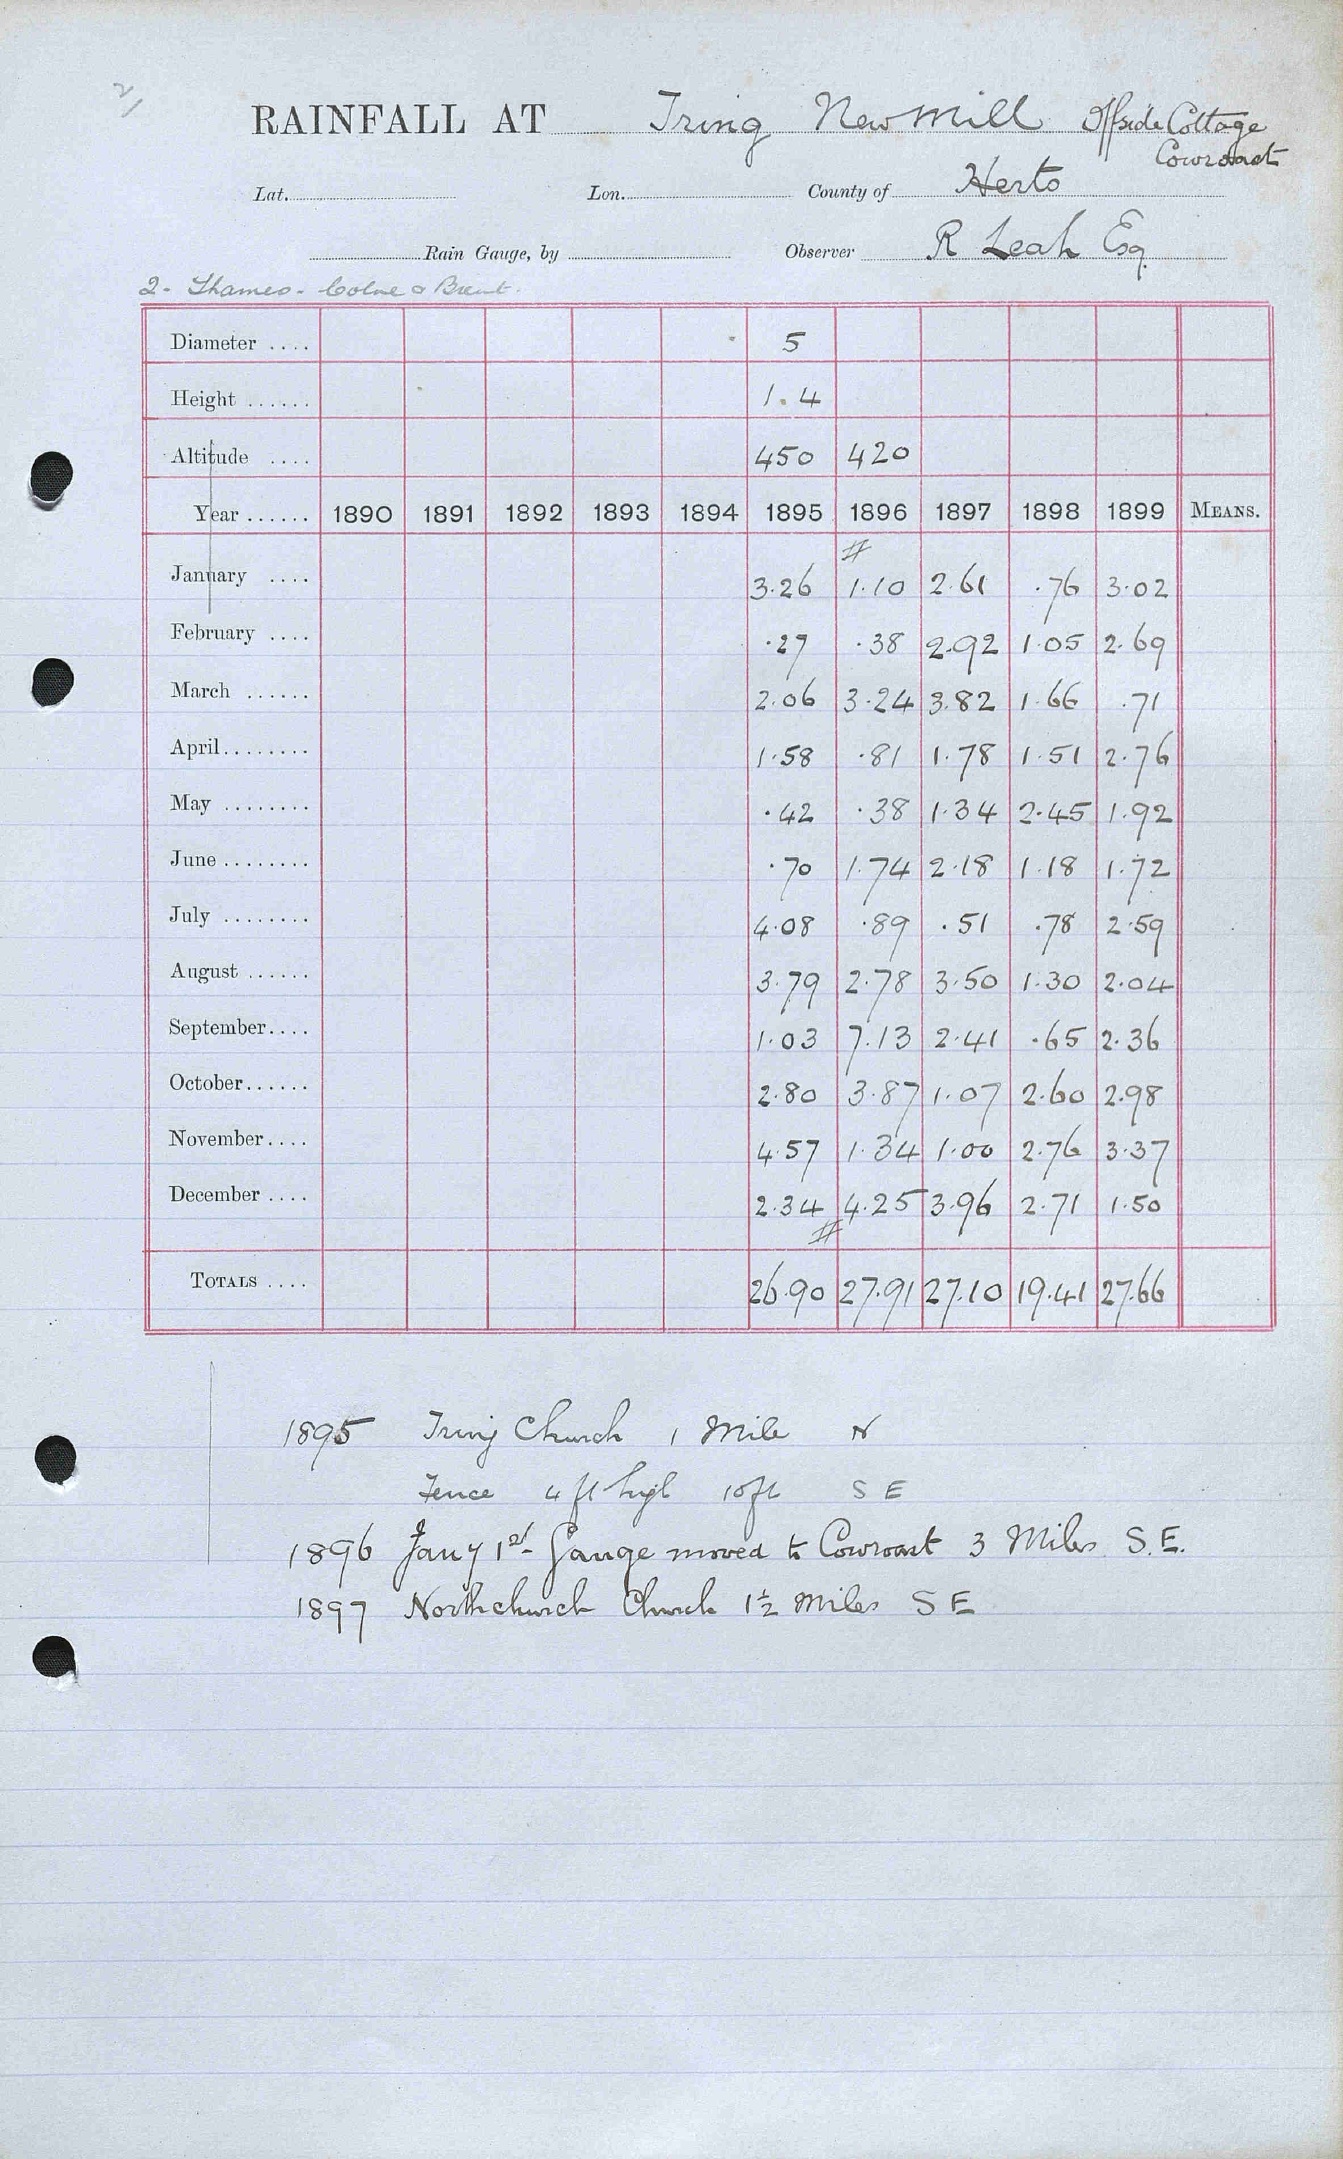 2/
RAINFALL AT Tring New Mill Offside Cottage
Cowroast
Lat. Lon. County of Herts
Rain Gauge, by Observer R Leah Esq.
2. Thames. Colne & Brent.
Diameter .... 5
Height ...... 1.4
Altitude .... 450 420
Year ...... 1890 1891 1892 1893 1894 1895 1896 1897 1898 1899 MEANS.
#
January .... 3.26 1.10 2.61 .76 3.02
February .... .27 .38 2.92 1.05 2.69
March ...... 2.06 3.24 3.82 1.66 .71
April........ 1.58 .81 1.78 1.51 2.76
May ........ .42 .38 1.34 2.45 1.92
June ........ .70 1.74 2.18 1.18 1.72
July ........ 4.08 .89 .51 .78 2.59
August ...... 3.79 2.78 3.50 1.30 2.04
September.... 1.03 7.13 2.41 .65 2.36
October...... 2.80 3.87 1.07 2.60 2.98
November.... 4.57 1.34 1.00 2.76 3.37
December .... 2.34 4.25 3.96 2.71 1.50
#
TOTALS .... 26.90 27.91 27.10 19.41 27.66
1895 Tring Church 1 Mile N
Fence 4 ft high 10ft S E
1896 Jany 1st Gauge moved to Cowroast 3 Miles S.E.
1897 Northchurch Church 1½ Miles S E